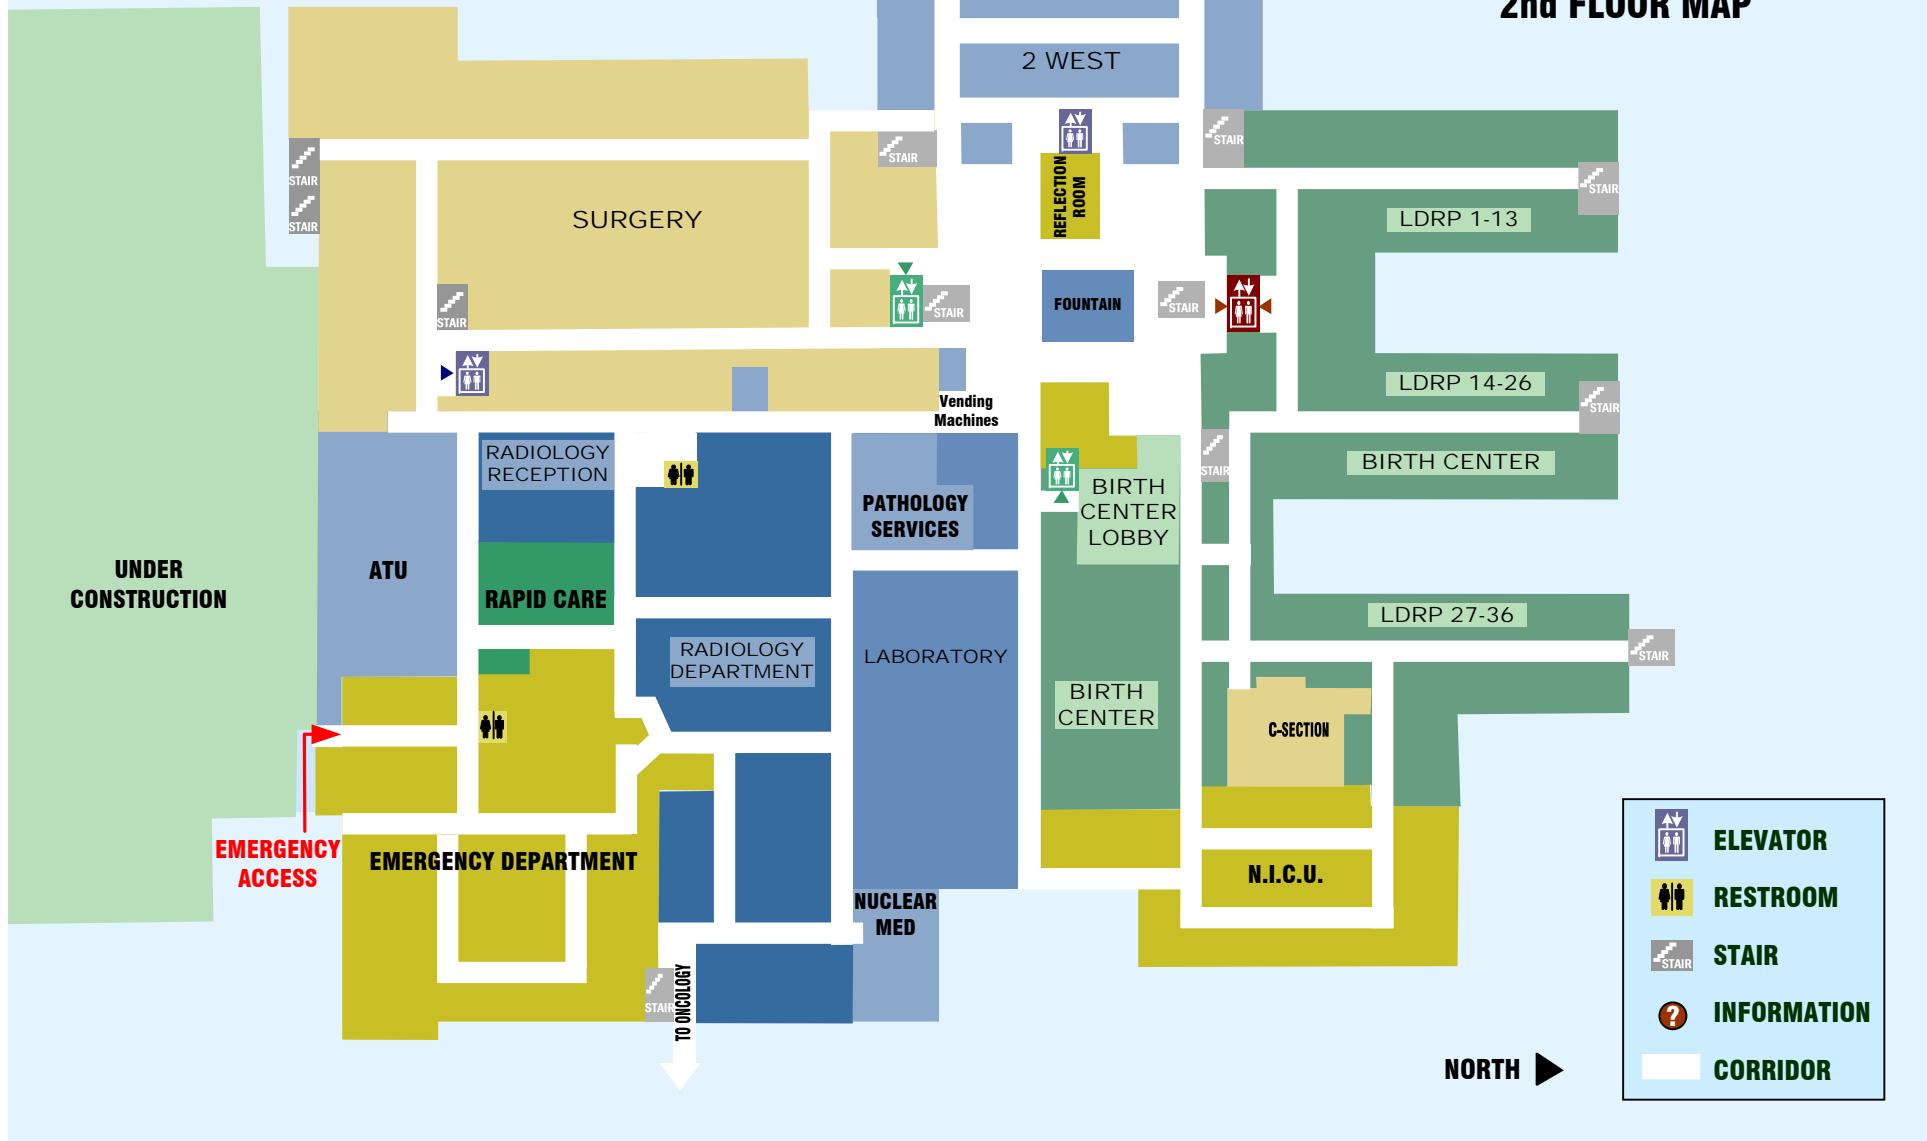 2nd FLOOR MAP
2 WEST
STAIR
STAIR
STAIR
STAIR
STAIR
REFLECTION
ROOM
SURGERY
LDRP 1-13
STAIR
STAIR
STAIR
FOUNTAIN
LDRP 14-26
STAIR
Vending
Machines
RADIOLOGY
RECEPTION
STAIR
BIRTH CENTER
PATHOLOGY
SERVICES
BIRTH
CENTER
LOBBY
UNDER
CONSTRUCTION
ATU
RAPID CARE
LDRP 27-36
RADIOLOGY
DEPARTMENT
LABORATORY
STAIR
BIRTH
CENTER
C-SECTION
EMERGENCY
ACCESS
EMERGENCY DEPARTMENT
N.I.C.U.
NUCLEAR
MED
STAIR
TO ONCOLOGY
NORTH
ELEVATOR
RESTROOM
STAIR
STAIR
?
INFORMATION
CORRIDOR